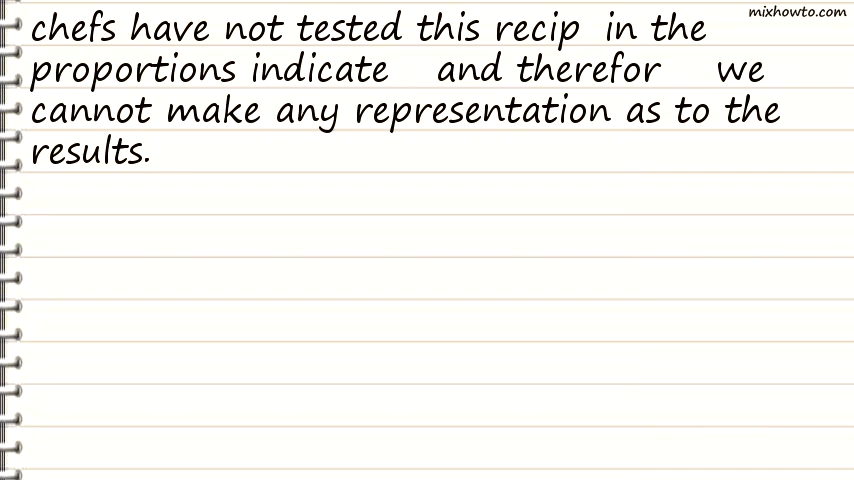 mixhowto.com
chefs have not tested this recip in the
proportions indicate and therefor we
cannot make any representation as to the
results.